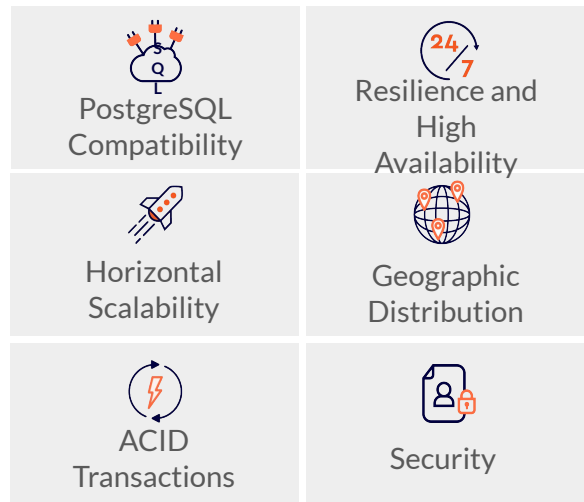 S
Q
L
PostgreSQL
Compatibility
24
7
Resilience and
High
Availability
Horizontal
Scalability
Geographic
Distribution
ACID
Transactions
Security